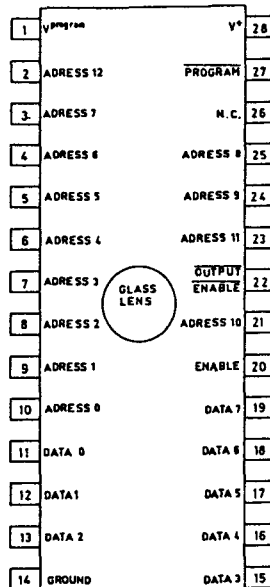 1 Vprogram V+ 28
2 ADRESS 12 PROGRAM 27
3 ADRESS 7 N.C. 26
4 ADRESS 6 ADRESS 8 25
5 ADRESS 5 ADRESS 9 24
6 ADRESS 4 ADRESS 11 23
7 ADRESS 3 OUTPUT ENABLE 22
GLASS
LENS
8 ADRESS 2 ADRESS 10 21
9 ADRESS 1 ENABLE 20
10 ADRESS 0 DATA 7 19
11 DATA 0 DATA 6 18
12 DATA1 DATA 5 17
13 DATA 2 DATA 4 16
14 GROUND DATA 3 15